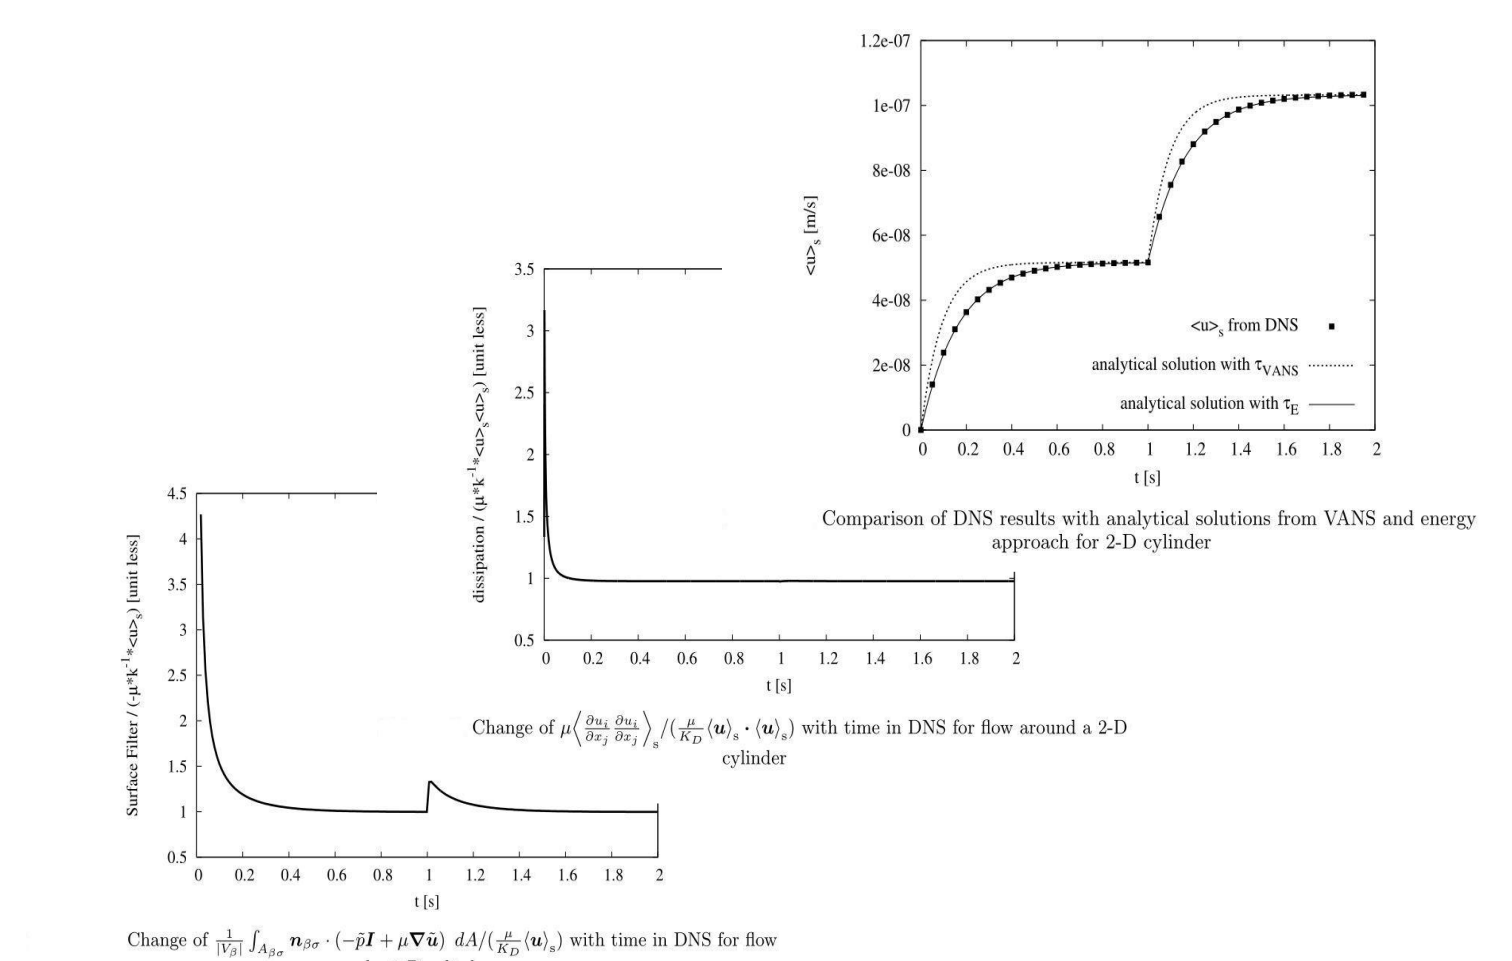 1.2e-07
1e-07
8e-08
6e-08
4e-08
2e-08
0
<u>s [m/s]
<u>s from DNS
analytical solution with τVANS
analytical solution with τE
0 0.2 0.4 0.6 0.8 1 1.2 1.4 1.6 1.8 2
t [s]
Comparison of DNS results with analytical solutions from VANS and energy
approach for 2-D cylinder
3.5
3
2.5
2
1.5
1
0.5
dissipation / (μ*k⁻¹*<u>s<u>s) [unit less]
0 0.2 0.4 0.6 0.8 1 1.2 1.4 1.6 1.8 2
t [s]
Change of μ⟨∂uᵢ/∂xⱼ ∂uᵢ/∂xⱼ⟩s/(μ/K_D ⟨u⟩s · ⟨u⟩s) with time in DNS for flow around a 2-D
cylinder
4.5
4
3.5
3
2.5
2
1.5
1
0.5
Surface Filter / (-μ*k⁻¹*<u>s) [unit less]
0 0.2 0.4 0.6 0.8 1 1.2 1.4 1.6 1.8 2
t [s]
Change of 1/|Vβ| ∫Aβσ nβσ · (−p̃I + μ∇ũ) dA/(μ/K_D ⟨u⟩s) with time in DNS for flow